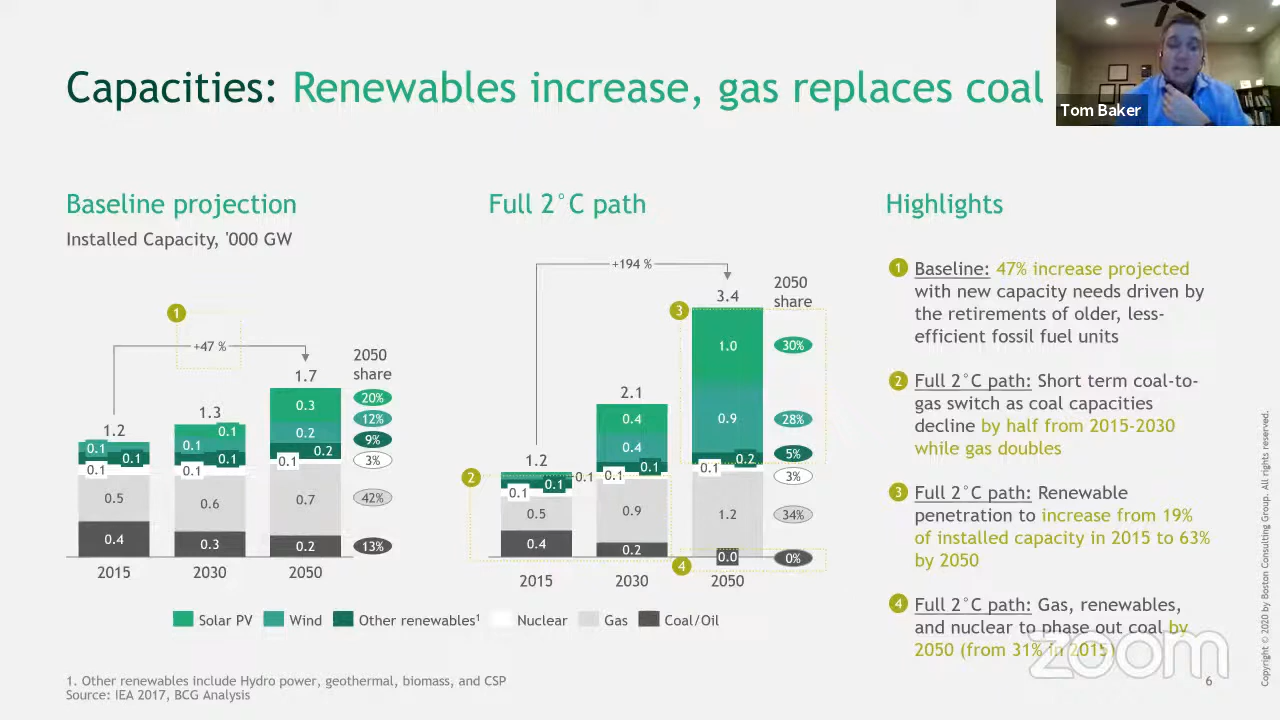 Capacities: Renewables increase, gas replaces coal
Tom Baker
Baseline projection
Installed Capacity, '000 GW
1
+47 %
1.2
0.1
0.1
0.1
0.5
0.4
2015
1.3
0.1
0.1
0.1
0.1
0.6
0.3
2030
1.7
0.3
0.2
0.2
0.1
0.7
0.2
2050
2050
share
20%
12%
9%
3%
42%
13%
Full 2°C path
+194 %
2
1.2
0.1
0.1
0.1
0.5
0.4
2015
2.1
0.4
0.4
0.1
0.1
0.9
0.2
2030
3
3.4
1.0
0.9
0.2
0.1
1.2
0.0
4
2050
2050
share
30%
28%
5%
3%
34%
0%
Solar PV
Wind
Other renewables¹
Nuclear
Gas
Coal/Oil
Highlights
1 Baseline: 47% increase projected
with new capacity needs driven by
the retirements of older, less-
efficient fossil fuel units
2 Full 2°C path: Short term coal-to-
gas switch as coal capacities
decline by half from 2015-2030
while gas doubles
3 Full 2°C path: Renewable
penetration to increase from 19%
of installed capacity in 2015 to 63%
by 2050
4 Full 2°C path: Gas, renewables,
and nuclear to phase out coal by
2050 (from 31% in 2015)
zoom
1. Other renewables include Hydro power, geothermal, biomass, and CSP
Source: IEA 2017, BCG Analysis
6
Copyright © 2020 by Boston Consulting Group. All rights reserved.